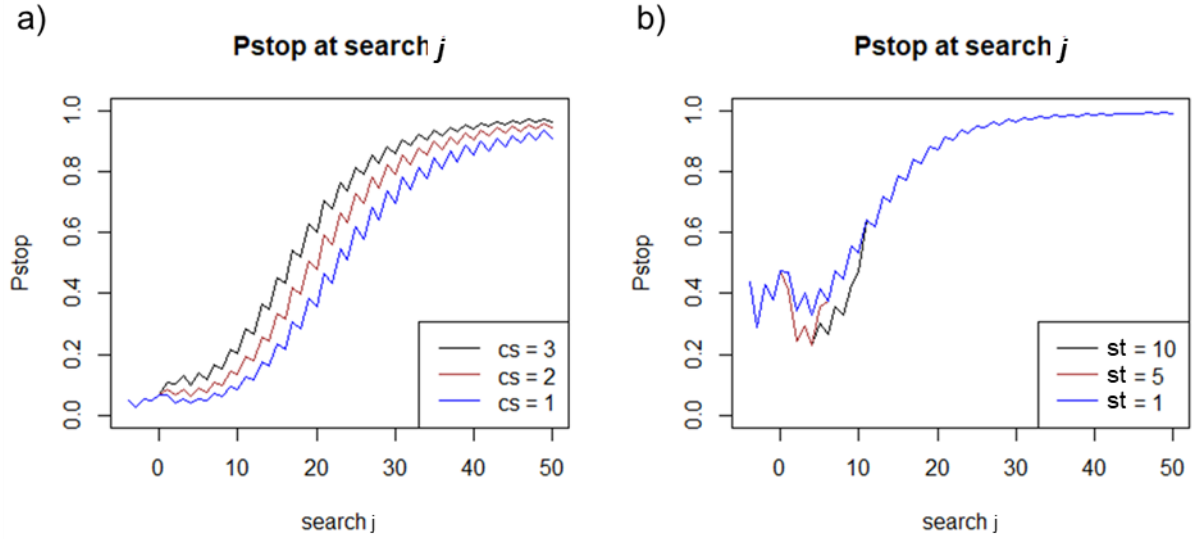 a)
Pstop at search j
Pstop
1.0
0.8
0.6
0.4
0.2
0.0
cs = 3
cs = 2
cs = 1
0 10 20 30 40 50
search j
b)
Pstop at search j
Pstop
1.0
0.8
0.6
0.4
0.2
0.0
st = 10
st = 5
st = 1
0 10 20 30 40 50
search j